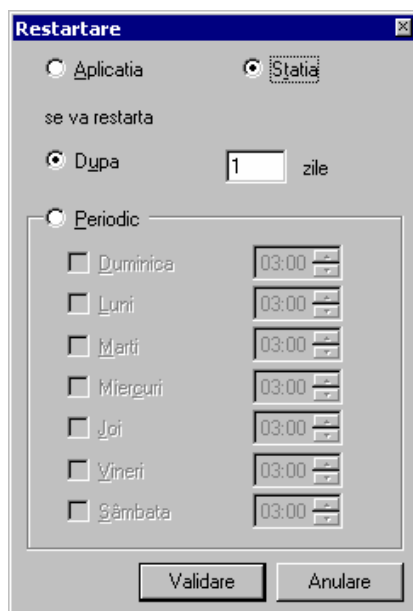 Restartare
Aplicatia Statia
se va restarta
Dupa 1 zile
Periodic
Duminica 03:00
Luni 03:00
Marti 03:00
Miercuri 03:00
Joi 03:00
Vineri 03:00
Sâmbata 03:00
Validare Anulare